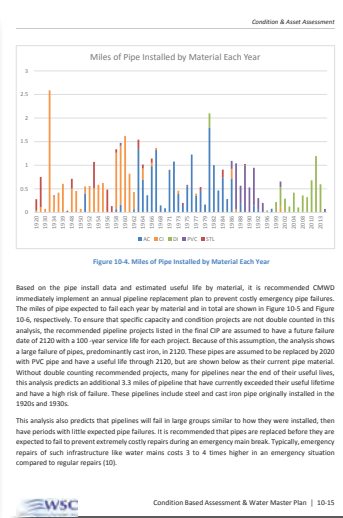 Condition & Asset Assessment
Miles of Pipe Installed by Material Each Year
3
2.5
2
1.5
1
0.5
0
1920
1930
AC CI DI PVC STL
Figure 10-4. Miles of Pipe Installed by Material Each Year
Based on the pipe install data and estimated useful life by material, it is recommended CMWD
immediately implement an annual pipeline replacement plan to prevent costly emergency pipe failures.
The miles of pipe expected to fail each year by material and in total are shown in Figure 10-5 and Figure
10-6, respectively. To ensure that specific capacity and condition projects are not double counted in this
analysis, the recommended pipeline projects listed in the final CIP are assumed to have a future failure
date of 2120 with a 100 -year service life for each project. Because of this assumption, the analysis shows
a large failure of pipes, predominantly cast iron, in 2120. These pipes are assumed to be replaced by 2020
with PVC pipe and have a useful life through 2120, but are shown below as their current pipe material.
Without double counting recommended projects, many for pipelines near the end of their useful lives,
this analysis predicts an additional 3.3 miles of pipeline that have currently exceeded their useful lifetime
and have a high risk of failure. These pipelines include steel and cast iron pipe originally installed in the
1920s and 1930s.
This analysis also predicts that pipelines will fail in large groups similar to how they were installed, then
have periods with little expected pipe failures. It is recommended that pipes are replaced before they are
expected to fail to prevent extremely costly repairs during an emergency main break. Typically, emergency
repairs of such infrastructure like water mains costs 3 to 4 times higher in an emergency situation
compared to regular repairs (10).
WSC
Condition Based Assessment & Water Master Plan | 10-15